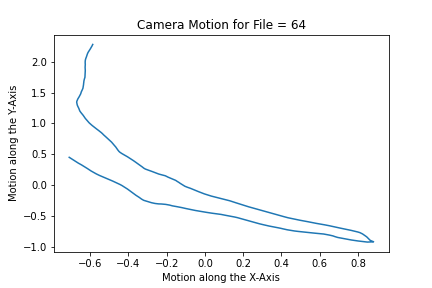 Camera Motion for File = 64
Motion along the Y-Axis
2.0
1.5
1.0
0.5
0.0
−0.5
−1.0
−0.6 −0.4 −0.2 0.0 0.2 0.4 0.6 0.8
Motion along the X-Axis